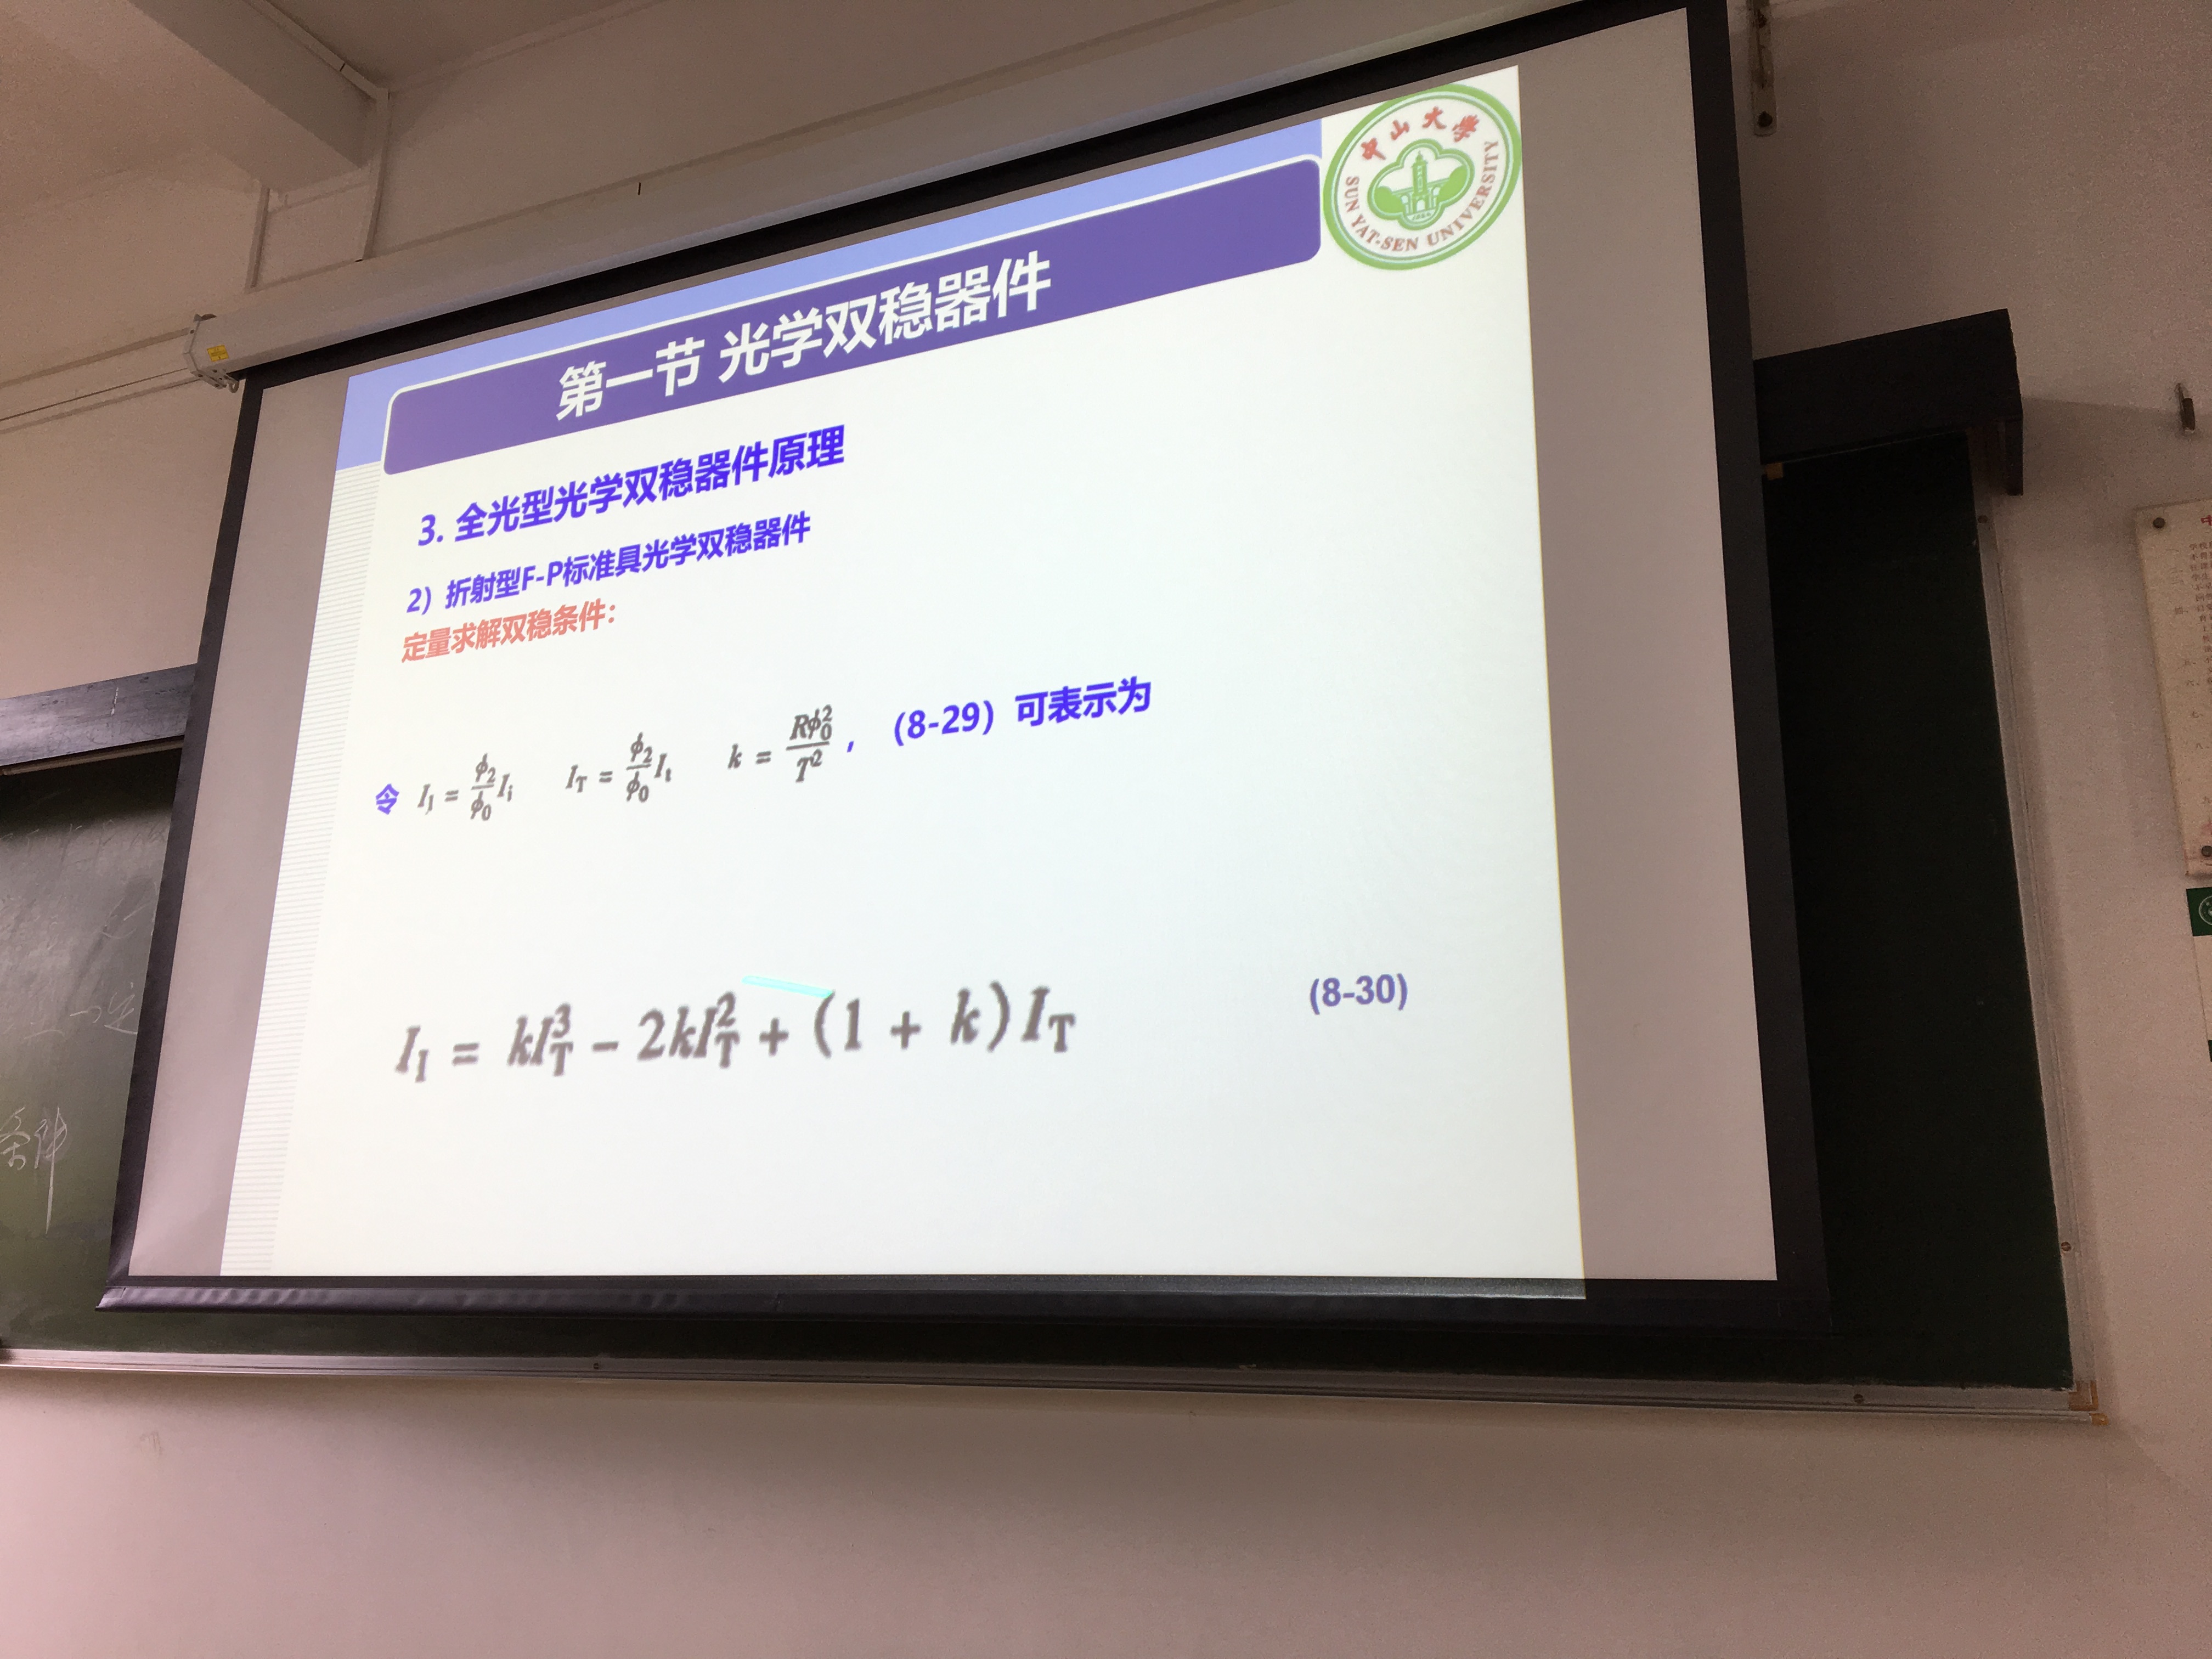 中山大學
SUN YAT-SEN UNIVERSITY
第一节 光学双稳器件
3. 全光型光学双稳器件原理
2）折射型F-P标准具光学双稳器件
定量求解双稳条件：
令 I_I = \frac{\phi_2}{\phi_0} I_i  I_T = \frac{\phi_2}{\phi_0} I_t  k = \frac{R\phi_0^2}{T^2}，（8-29）可表示为
I_I = kI_T^3 - 2kI_T^2 + (1 + k)I_T (8-30)
条件